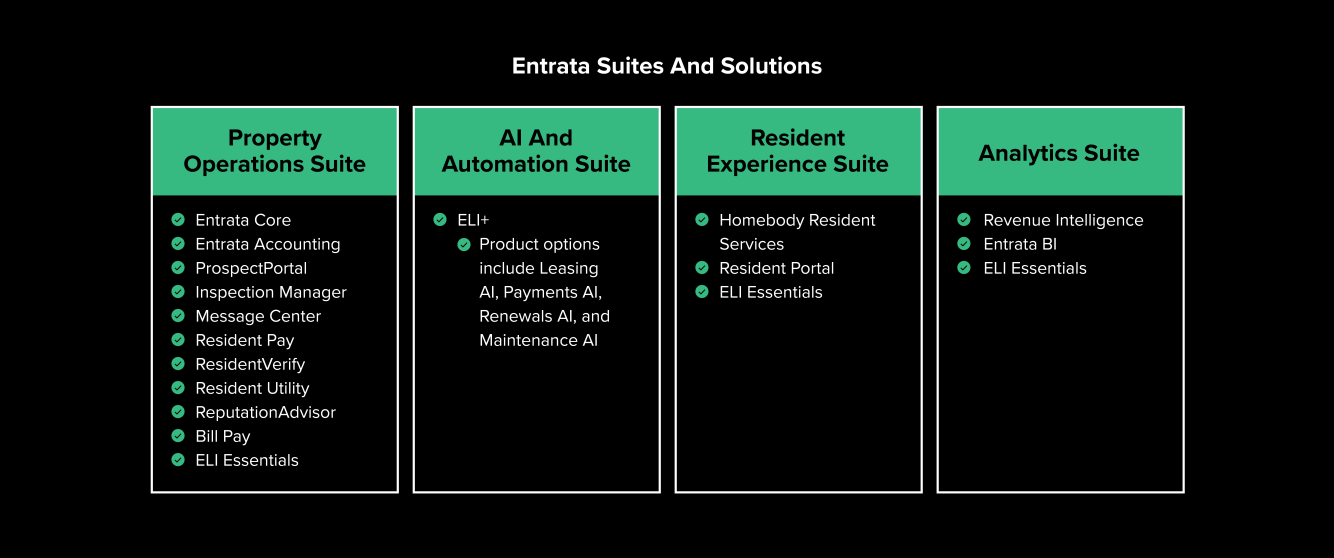 Entrata Suites And Solutions
Property
Operations Suite
Entrata Core
Entrata Accounting
ProspectPortal
Inspection Manager
Message Center
Resident Pay
ResidentVerify
Resident Utility
ReputationAdvisor
Bill Pay
ELI Essentials
AI And
Automation Suite
ELI+
Product options
include Leasing
AI, Payments AI,
Renewals AI, and
Maintenance AI
Resident
Experience Suite
Homebody Resident
Services
Resident Portal
ELI Essentials
Analytics Suite
Revenue Intelligence
Entrata BI
ELI Essentials